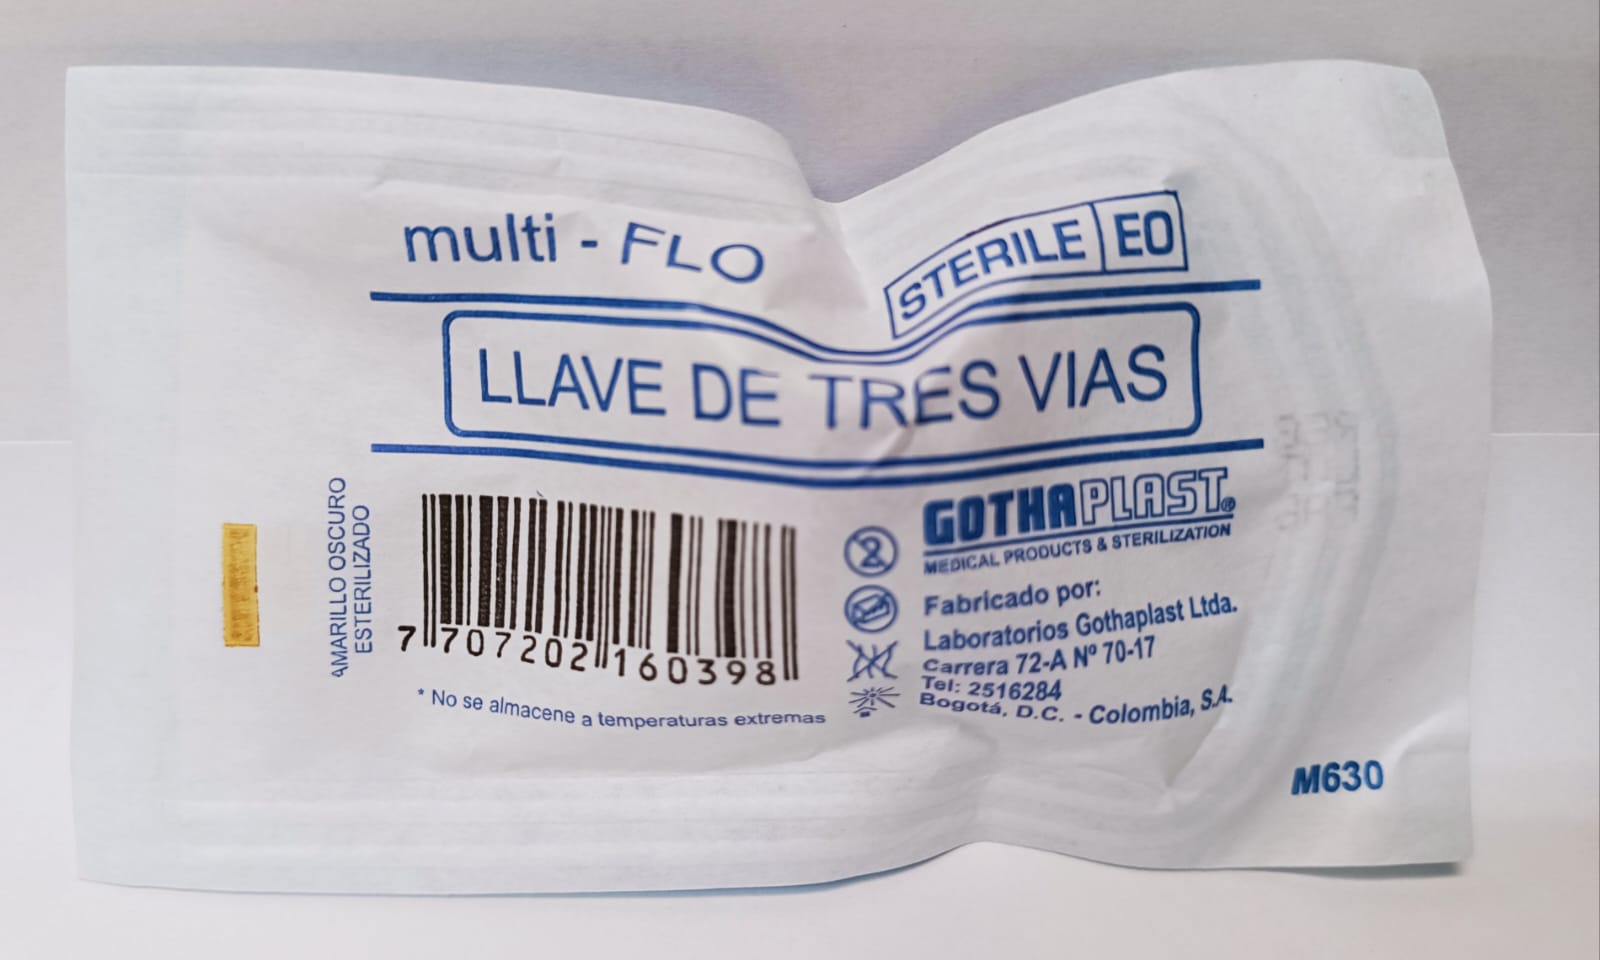 multi - FLO
STERILE EO
LLAVE DE TRES VIAS
AMARILLO OSCURO
ESTERILIZADO
7 707202 160398
* No se almacene a temperaturas extremas
2
GOTHAPLAST®
MEDICAL PRODUCTS & STERILIZATION
Fabricado por:
Laboratorios Gothaplast Ltda.
Carrera 72-A Nº 70-17
Tel: 2516284
Bogotá, D.C. - Colombia, S.A.
M630